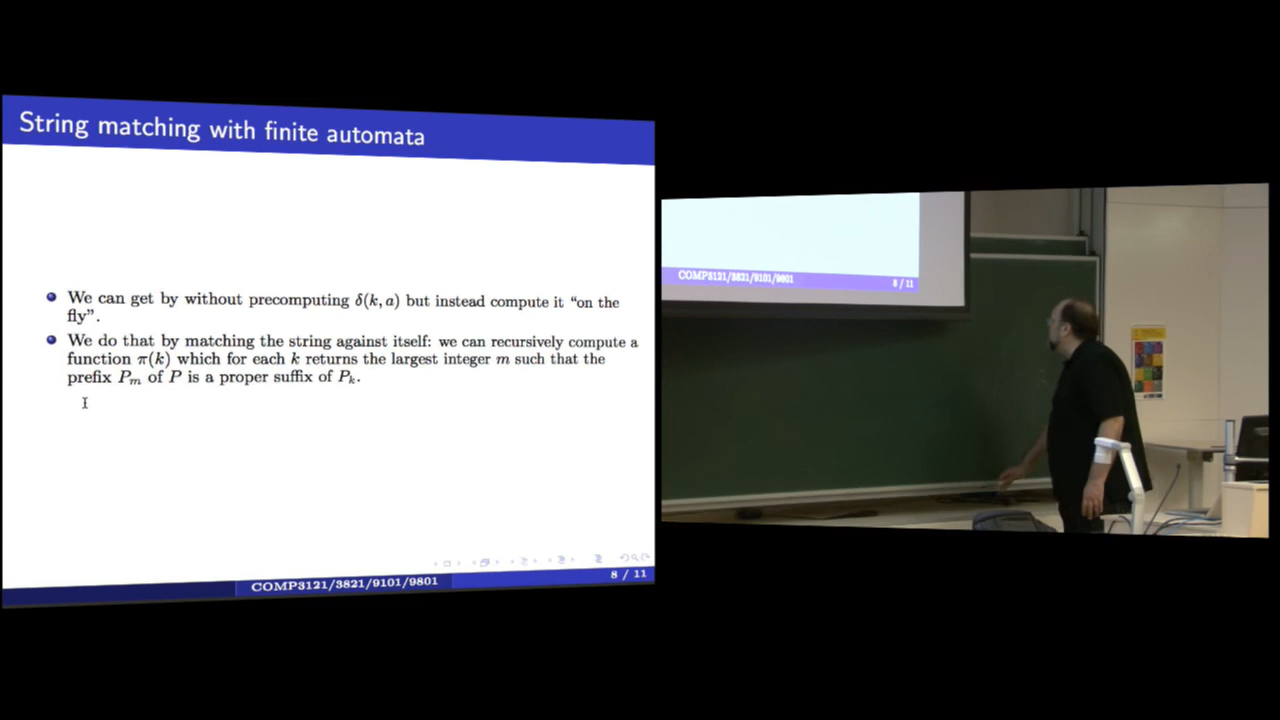 String matching with finite automata
We can get by without precomputing δ(k, a) but instead compute it “on the
fly”.
We do that by matching the string against itself: we can recursively compute a
function π(k) which for each k returns the largest integer m such that the
prefix Pm of P is a proper suffix of Pk.
COMP3121/3821/9101/9801
8 / 11
COMP3121/3821/9101/9801
8 / 11